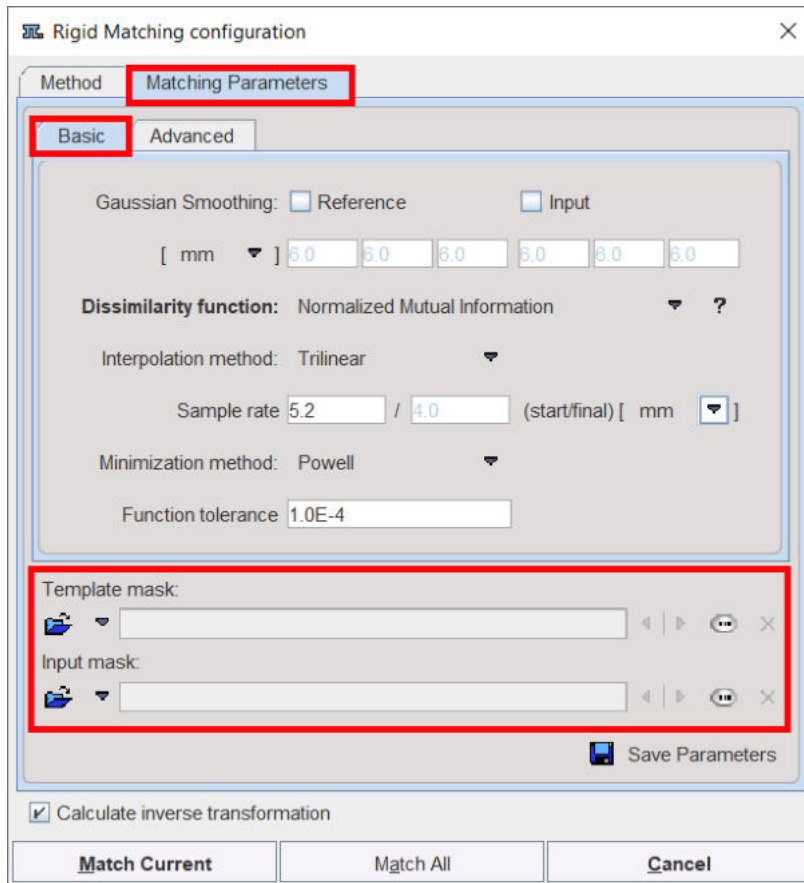 Rigid Matching configuration
Method Matching Parameters
Basic Advanced
Gaussian Smoothing: Reference Input
[ mm ] 6.0 6.0 6.0 6.0 6.0 6.0
Dissimilarity function: Normalized Mutual Information ?
Interpolation method: Trilinear
Sample rate 5.2 / 4.0 (start/final) [ mm ]
Minimization method: Powell
Function tolerance 1.0E-4
Template mask:
Input mask:
Save Parameters
Calculate inverse transformation
Match Current Match All Cancel